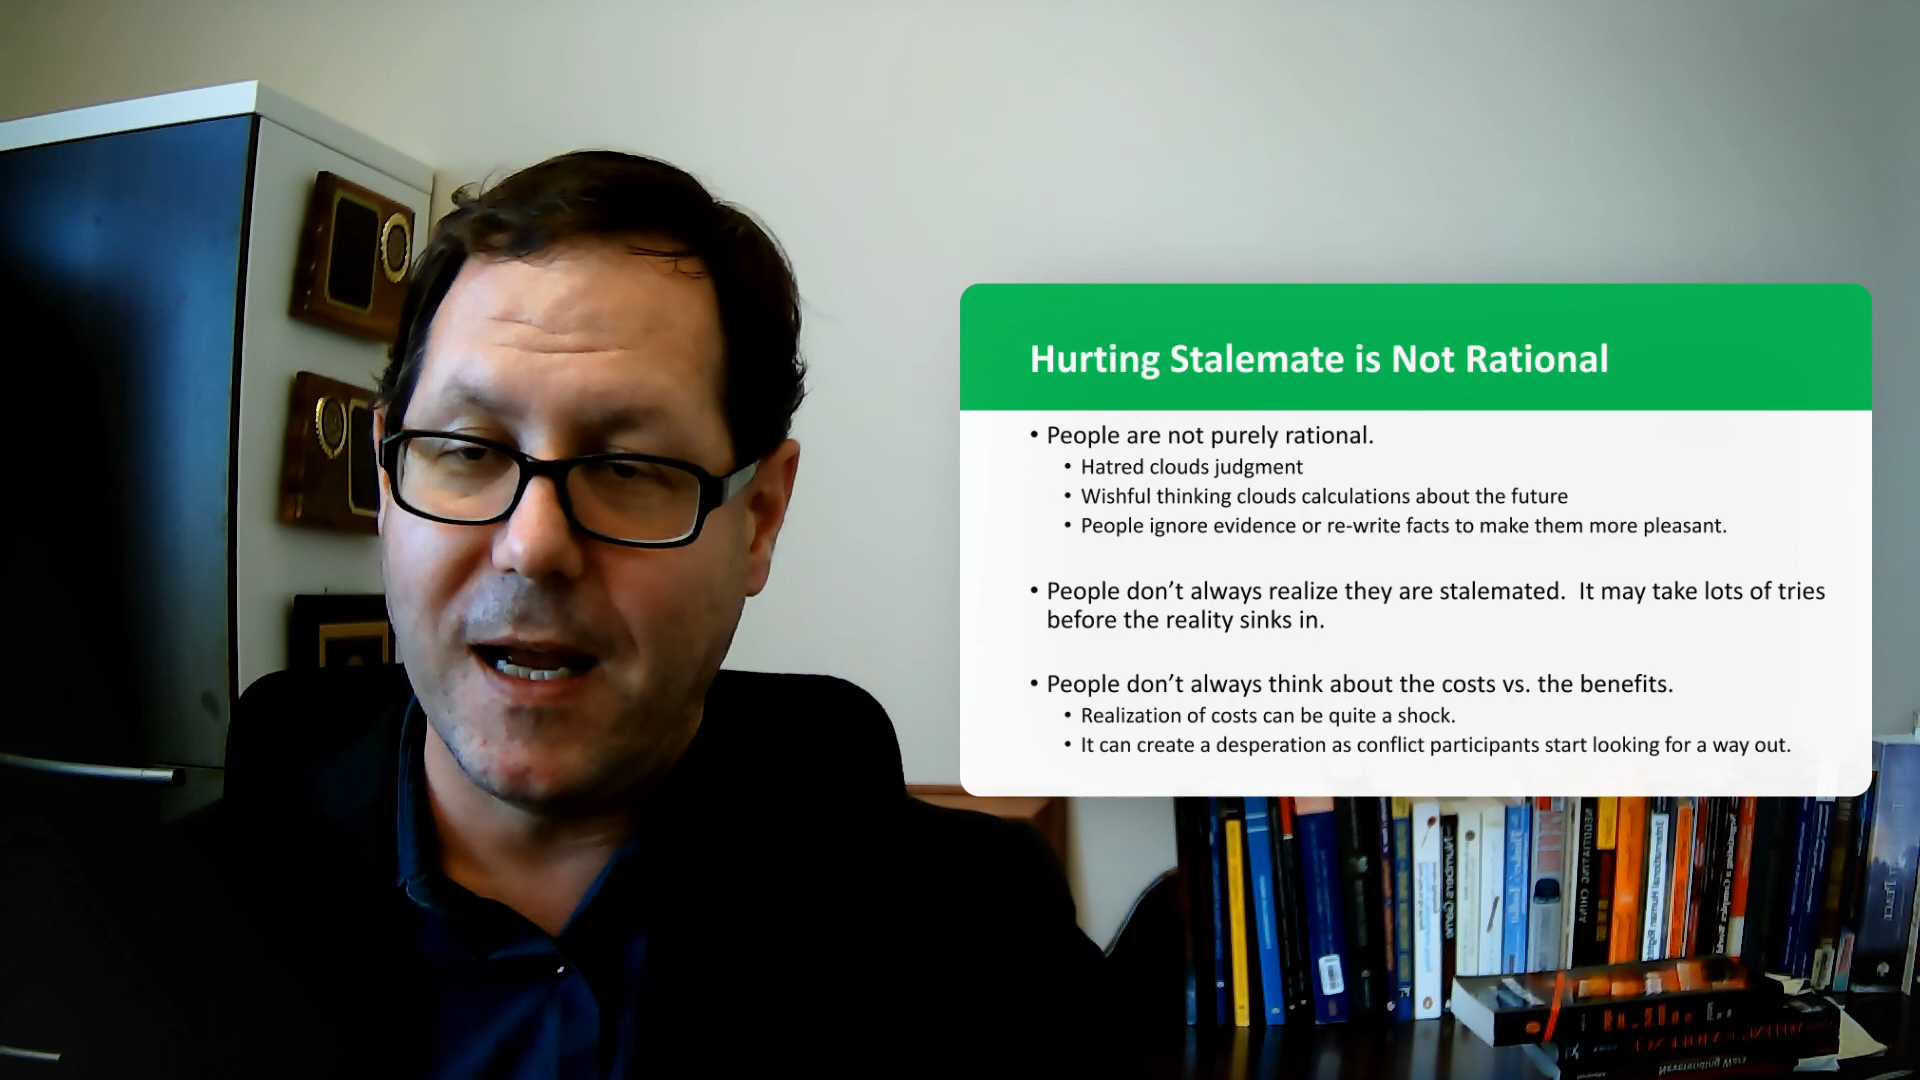 Hurting Stalemate is Not Rational
• People are not purely rational.
• Hatred clouds judgment
• Wishful thinking clouds calculations about the future
• People ignore evidence or re-write facts to make them more pleasant.
• People don’t always realize they are stalemated.  It may take lots of tries
before the reality sinks in.
• People don’t always think about the costs vs. the benefits.
• Realization of costs can be quite a shock.
• It can create a desperation as conflict participants start looking for a way out.
Neverending Wars